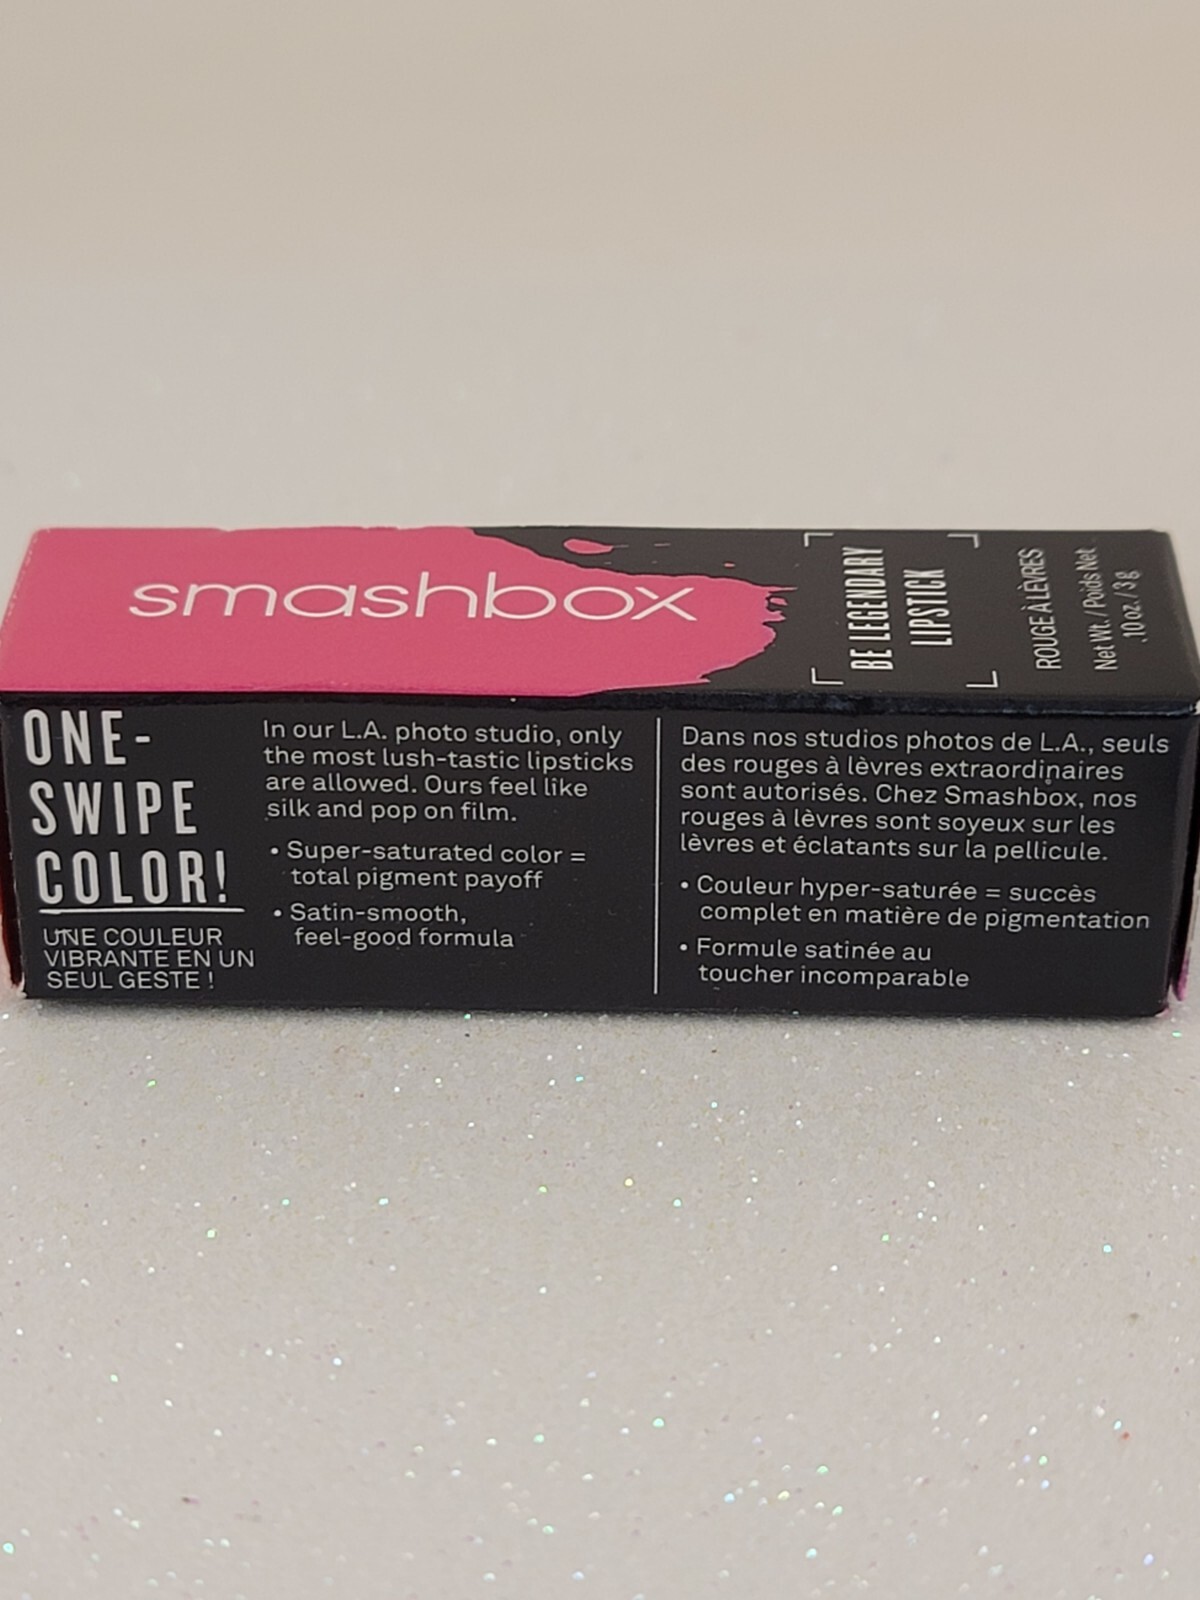 smashbox
BE LEGENDARY
LIPSTICK
ROUGE À LÈVRES
Net Wt. / Poids Net
.10 oz. / 3 g
ONE-
SWIPE
COLOR!
UNE COULEUR
VIBRANTE EN UN
SEUL GESTE !
In our L.A. photo studio, only
the most lush-tastic lipsticks
are allowed. Ours feel like
silk and pop on film.
• Super-saturated color =
total pigment payoff
• Satin-smooth,
feel-good formula
Dans nos studios photos de L.A., seuls
des rouges à lèvres extraordinaires
sont autorisés. Chez Smashbox, nos
rouges à lèvres sont soyeux sur les
lèvres et éclatants sur la pellicule.
• Couleur hyper-saturée = succès
complet en matière de pigmentation
• Formule satinée au
toucher incomparable